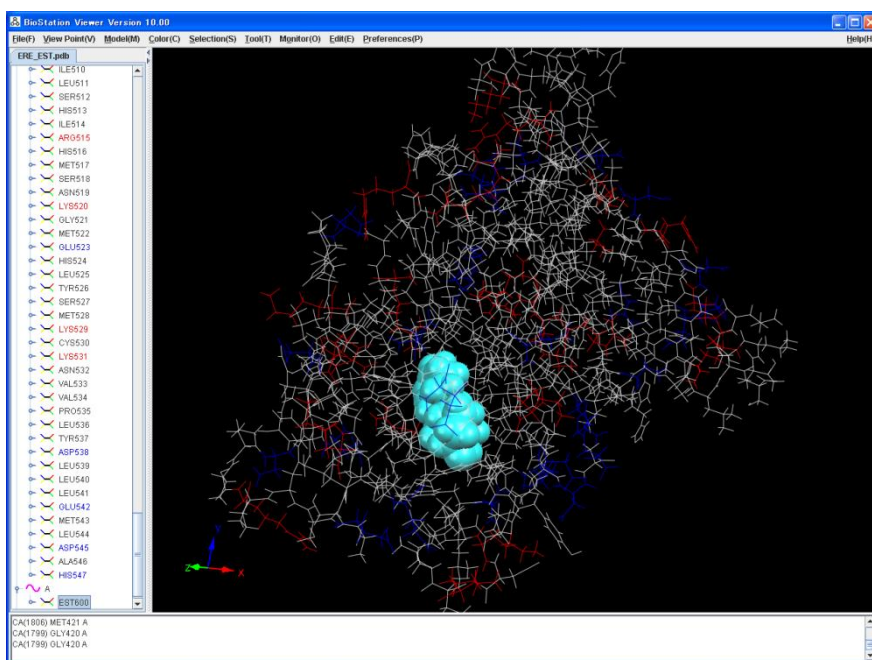 BioStation Viewer Version 10.00
File(F) View Point(V) Model(M) Color(C) Selection(S) Tool(T) Monitor(O) Edit(E) Preferences(P) Help(H
ERE_EST.pdb
ILE510
LEU511
SER512
HIS513
ILE514
ARG515
HIS516
MET517
SER518
ASN519
LYS520
GLY521
MET522
GLU523
HIS524
LEU525
TYR526
SER527
MET528
LYS529
CYS530
LYS531
ASN532
VAL533
VAL534
PRO535
LEU536
TYR537
ASP538
LEU539
LEU540
LEU541
GLU542
MET543
LEU544
ASP545
ALA546
HIS547
A
EST600
Y
Z
X
CA(1806) MET421 A
CA(1799) GLY420 A
CA(1799) GLY420 A